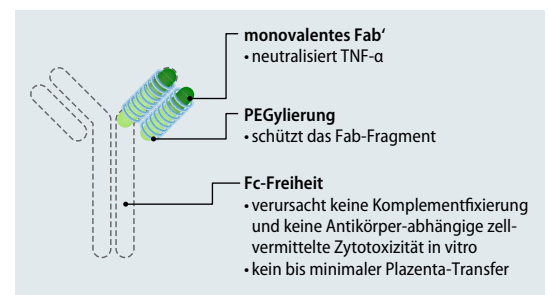 monovalentes Fab‘
• neutralisiert TNF-α
PEGylierung
• schützt das Fab-Fragment
Fc-Freiheit
• verursacht keine Komplementfixierung
und keine Antikörper-abhängige zell-
vermittelte Zytotoxizität in vitro
• kein bis minimaler Plazenta-Transfer